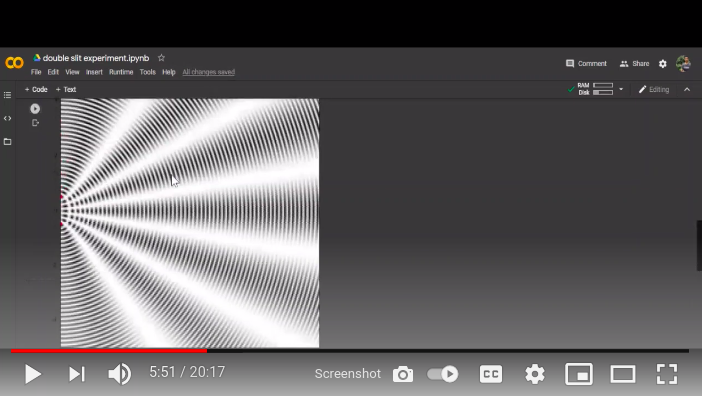 double slit experiment.ipynb
Comment
Share
File Edit View Insert Runtime Tools Help All changes saved
+ Code + Text
RAM
Disk
Editing
5:51 / 20:17
Screenshot
CC